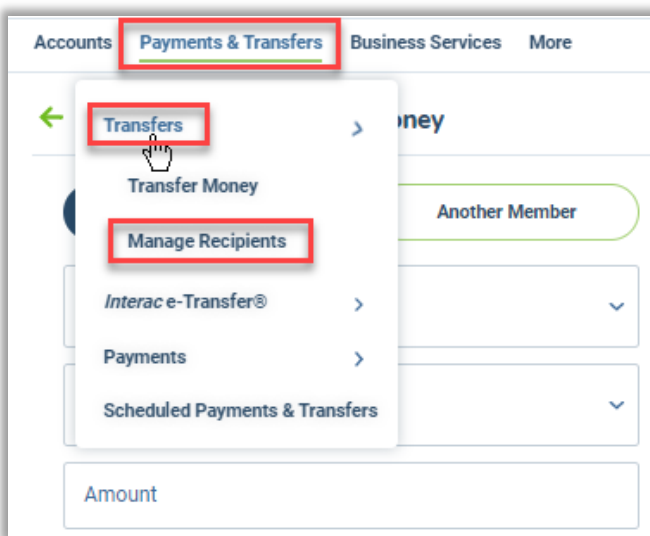 Accounts Payments & Transfers Business Services More
Transfers
Transfer Money
Another Member
Manage Recipients
Interac e-Transfer®
Payments
Scheduled Payments & Transfers
Amount